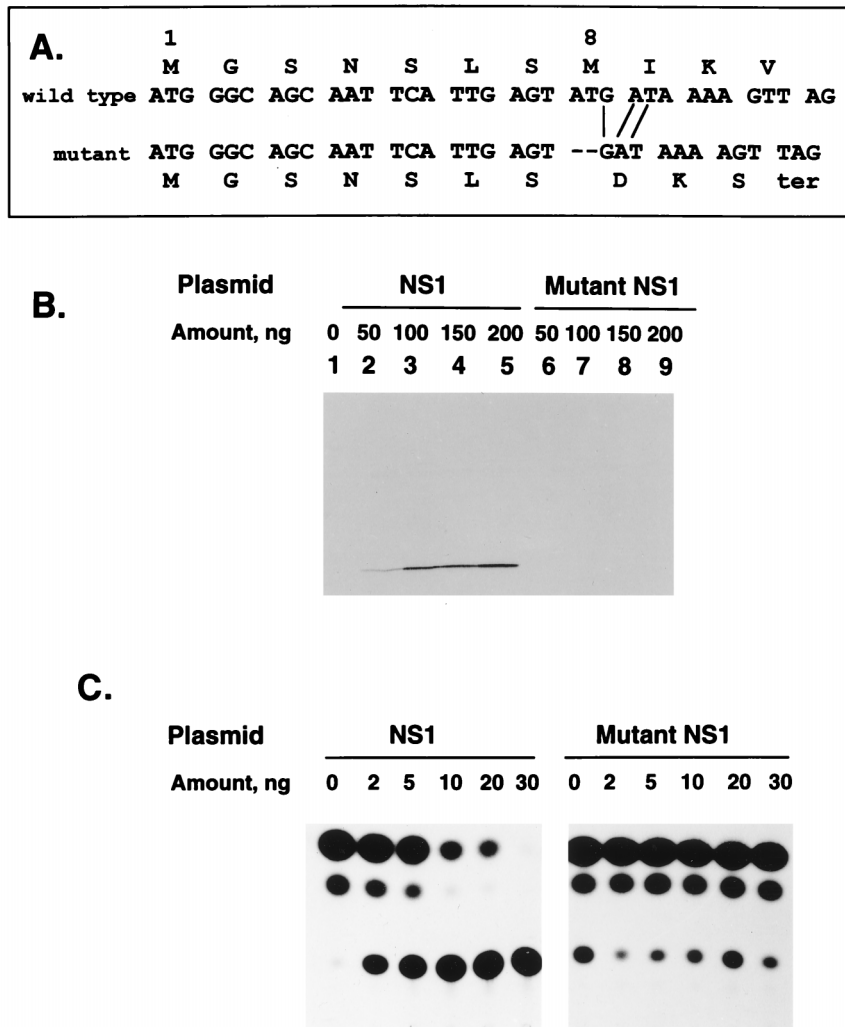 A.
1 8
M G S N S L S M I K V
wild type ATG GGC AGC AAT TCA TTG AGT ATG ATA AAA GTT AG
mutant ATG GGC AGC AAT TCA TTG AGT --GAT AAA AGT TAG
M G S N S L S D K S ter
B.
Plasmid NS1 Mutant NS1
Amount, ng 0 50 100 150 200 50 100 150 200
1 2 3 4 5 6 7 8 9
C.
Plasmid NS1 Mutant NS1
Amount, ng 0 2 5 10 20 30 0 2 5 10 20 30